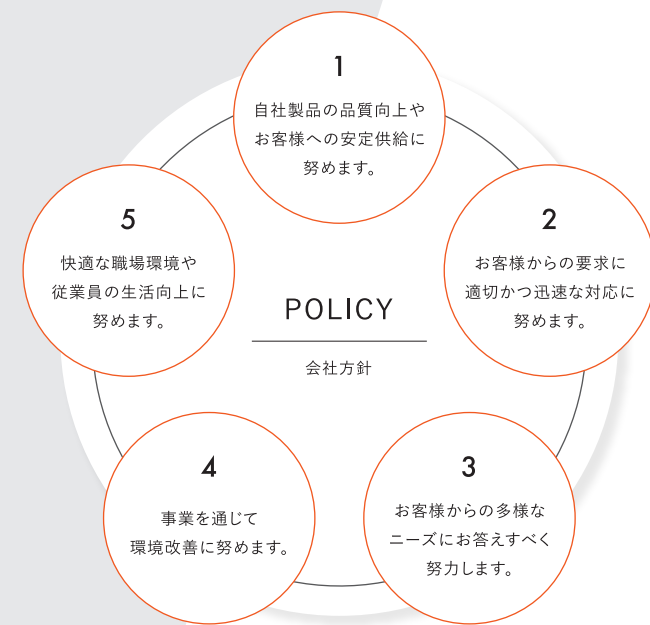 1
自社製品の品質向上や
お客様への安定供給に
努めます。
2
お客様からの要求に
適切かつ迅速な対応に
努めます。
3
お客様からの多様な
ニーズにお答えすべく
努力します。
4
事業を通じて
環境改善に努めます。
5
快適な職場環境や
従業員の生活向上に
努めます。
POLICY
会社方針